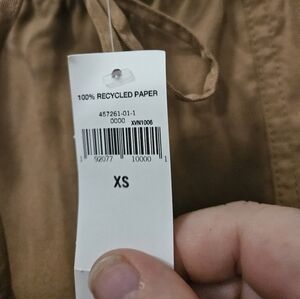 100% RECYCLED PAPER
457261-01-1
0000 XVN1006
1 92077 10000 1
XS